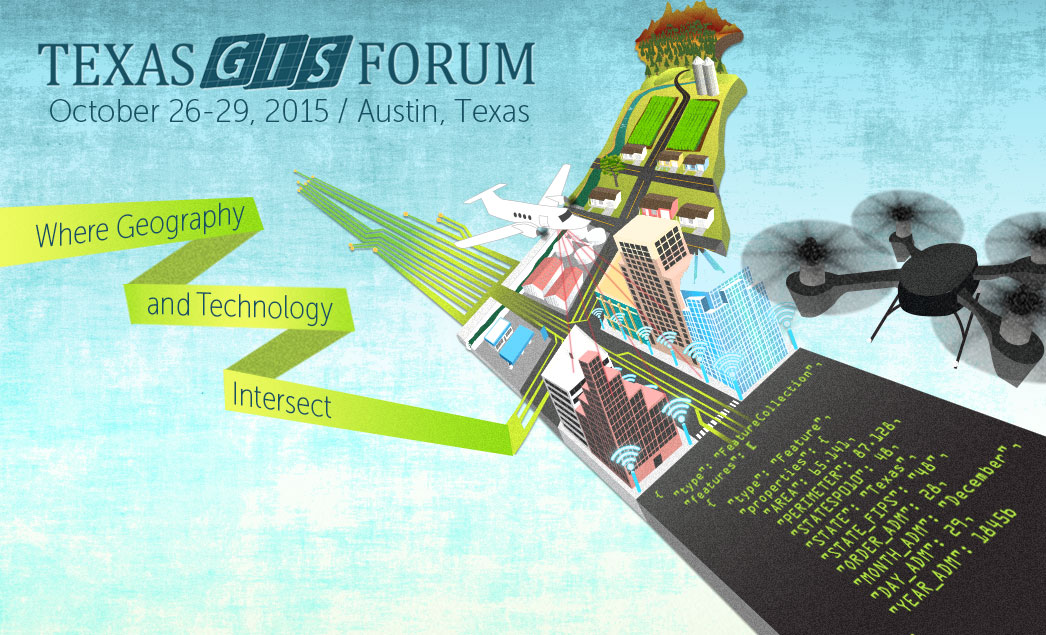 TEXAS GIS FORUM
October 26-29, 2015 / Austin, Texas
Where Geography
and Technology
Intersect
{ "type": "FeatureCollection",
"features": [
{ "type": "Feature",
"properties": {
"AREA": 65.141,
"PERIMETER": 87.128,
"STATESP010": 48,
"STATE": "Texas",
"STATE_FIPS": "48",
"ORDER_ADM": 28,
"MONTH_ADM": "December",
"DAY_ADM": 29,
"YEAR_ADM": 1845b